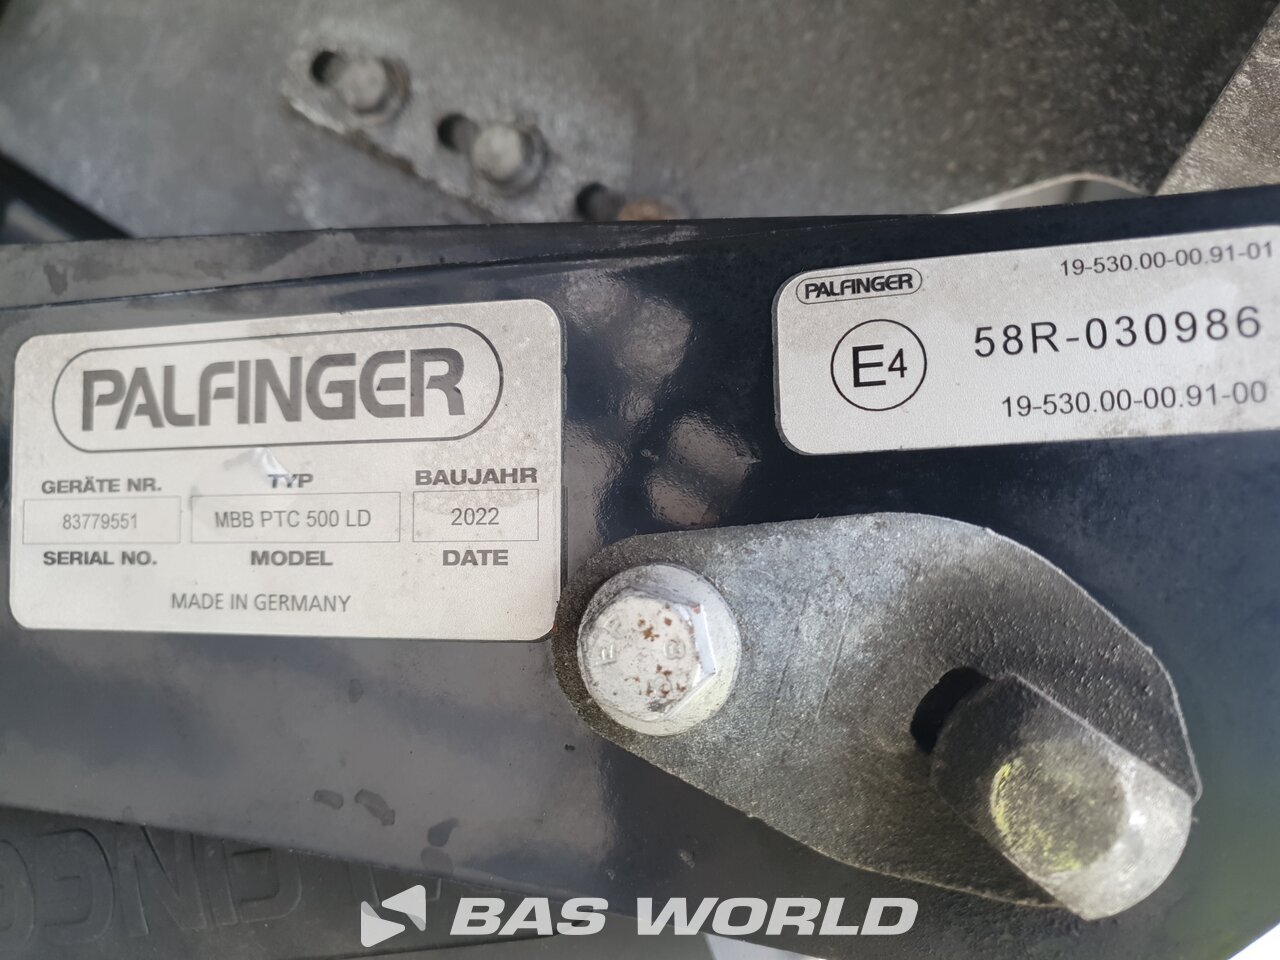 PALFINGER
GERÄTE NR. TYP BAUJAHR
83779551 MBB PTC 500 LD 2022
SERIAL NO. MODEL DATE
MADE IN GERMANY
PALFINGER 19-530.00-00.91-01
E4 58R-030986
19-530.00-00.91-00
BAS WORLD